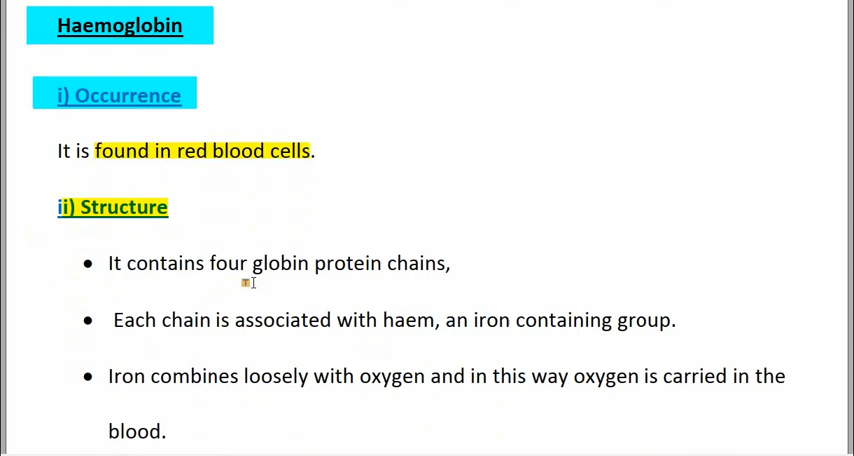 Haemoglobin
i) Occurrence
It is found in red blood cells.
ii) Structure
• It contains four globin protein chains,
• Each chain is associated with haem, an iron containing group.
• Iron combines loosely with oxygen and in this way oxygen is carried in the
blood.